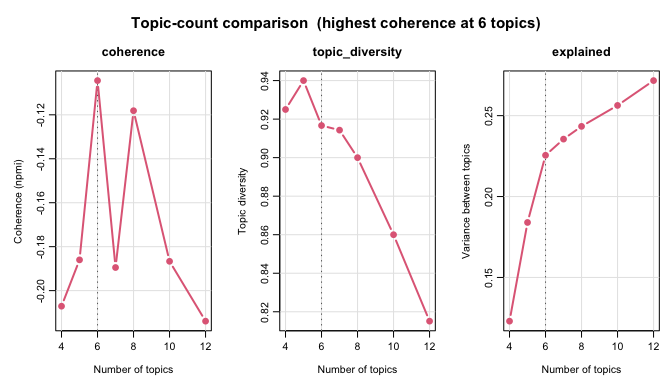 Topic-count comparison  (highest coherence at 6 topics)
coherence
topic_diversity
explained
Coherence (npmi)
-0.12
-0.14
-0.16
-0.18
-0.20
4 6 8 10 12
Number of topics
Topic diversity
0.94
0.92
0.90
0.88
0.86
0.84
0.82
4 6 8 10 12
Number of topics
Variance between topics
0.25
0.20
0.15
4 6 8 10 12
Number of topics